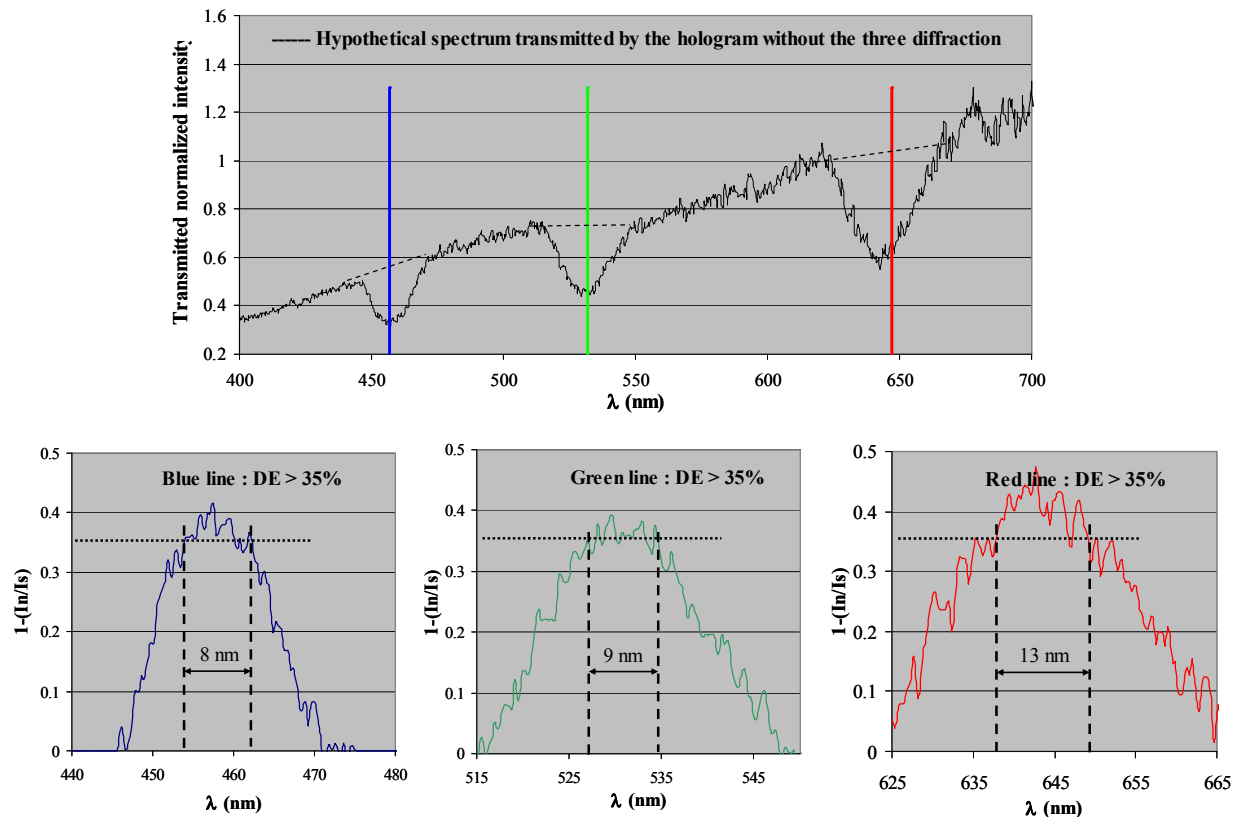 1.6
------ Hypothetical spectrum transmitted by the hologram without the three diffraction
1.4
1.2
1
0.8
0.6
0.4
0.2
Transmitted normalized intensity
400 450 500 550 600 650 700
λ (nm)
0.5
Blue line : DE > 35%
0.4
0.3
0.2
8 nm
0.1
0
1-(In/Is)
440 450 460 470 480
λ (nm)
0.5
Green line : DE > 35%
0.4
0.3
0.2
9 nm
0.1
0
1-(In/Is)
515 525 535 545
λ (nm)
0.5
Red line : DE > 35%
0.4
0.3
0.2
13 nm
0.1
0
1-(In/Is)
625 635 645 655 665
λ (nm)